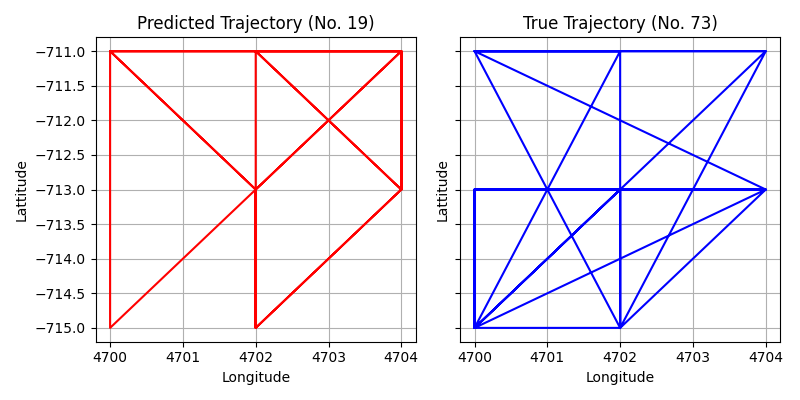 Predicted Trajectory (No. 19)
True Trajectory (No. 73)
−711.0
−711.5
−712.0
−712.5
−713.0
−713.5
−714.0
−714.5
−715.0
Lattitude
Lattitude
4700 4701 4702 4703 4704
4700 4701 4702 4703 4704
Longitude
Longitude